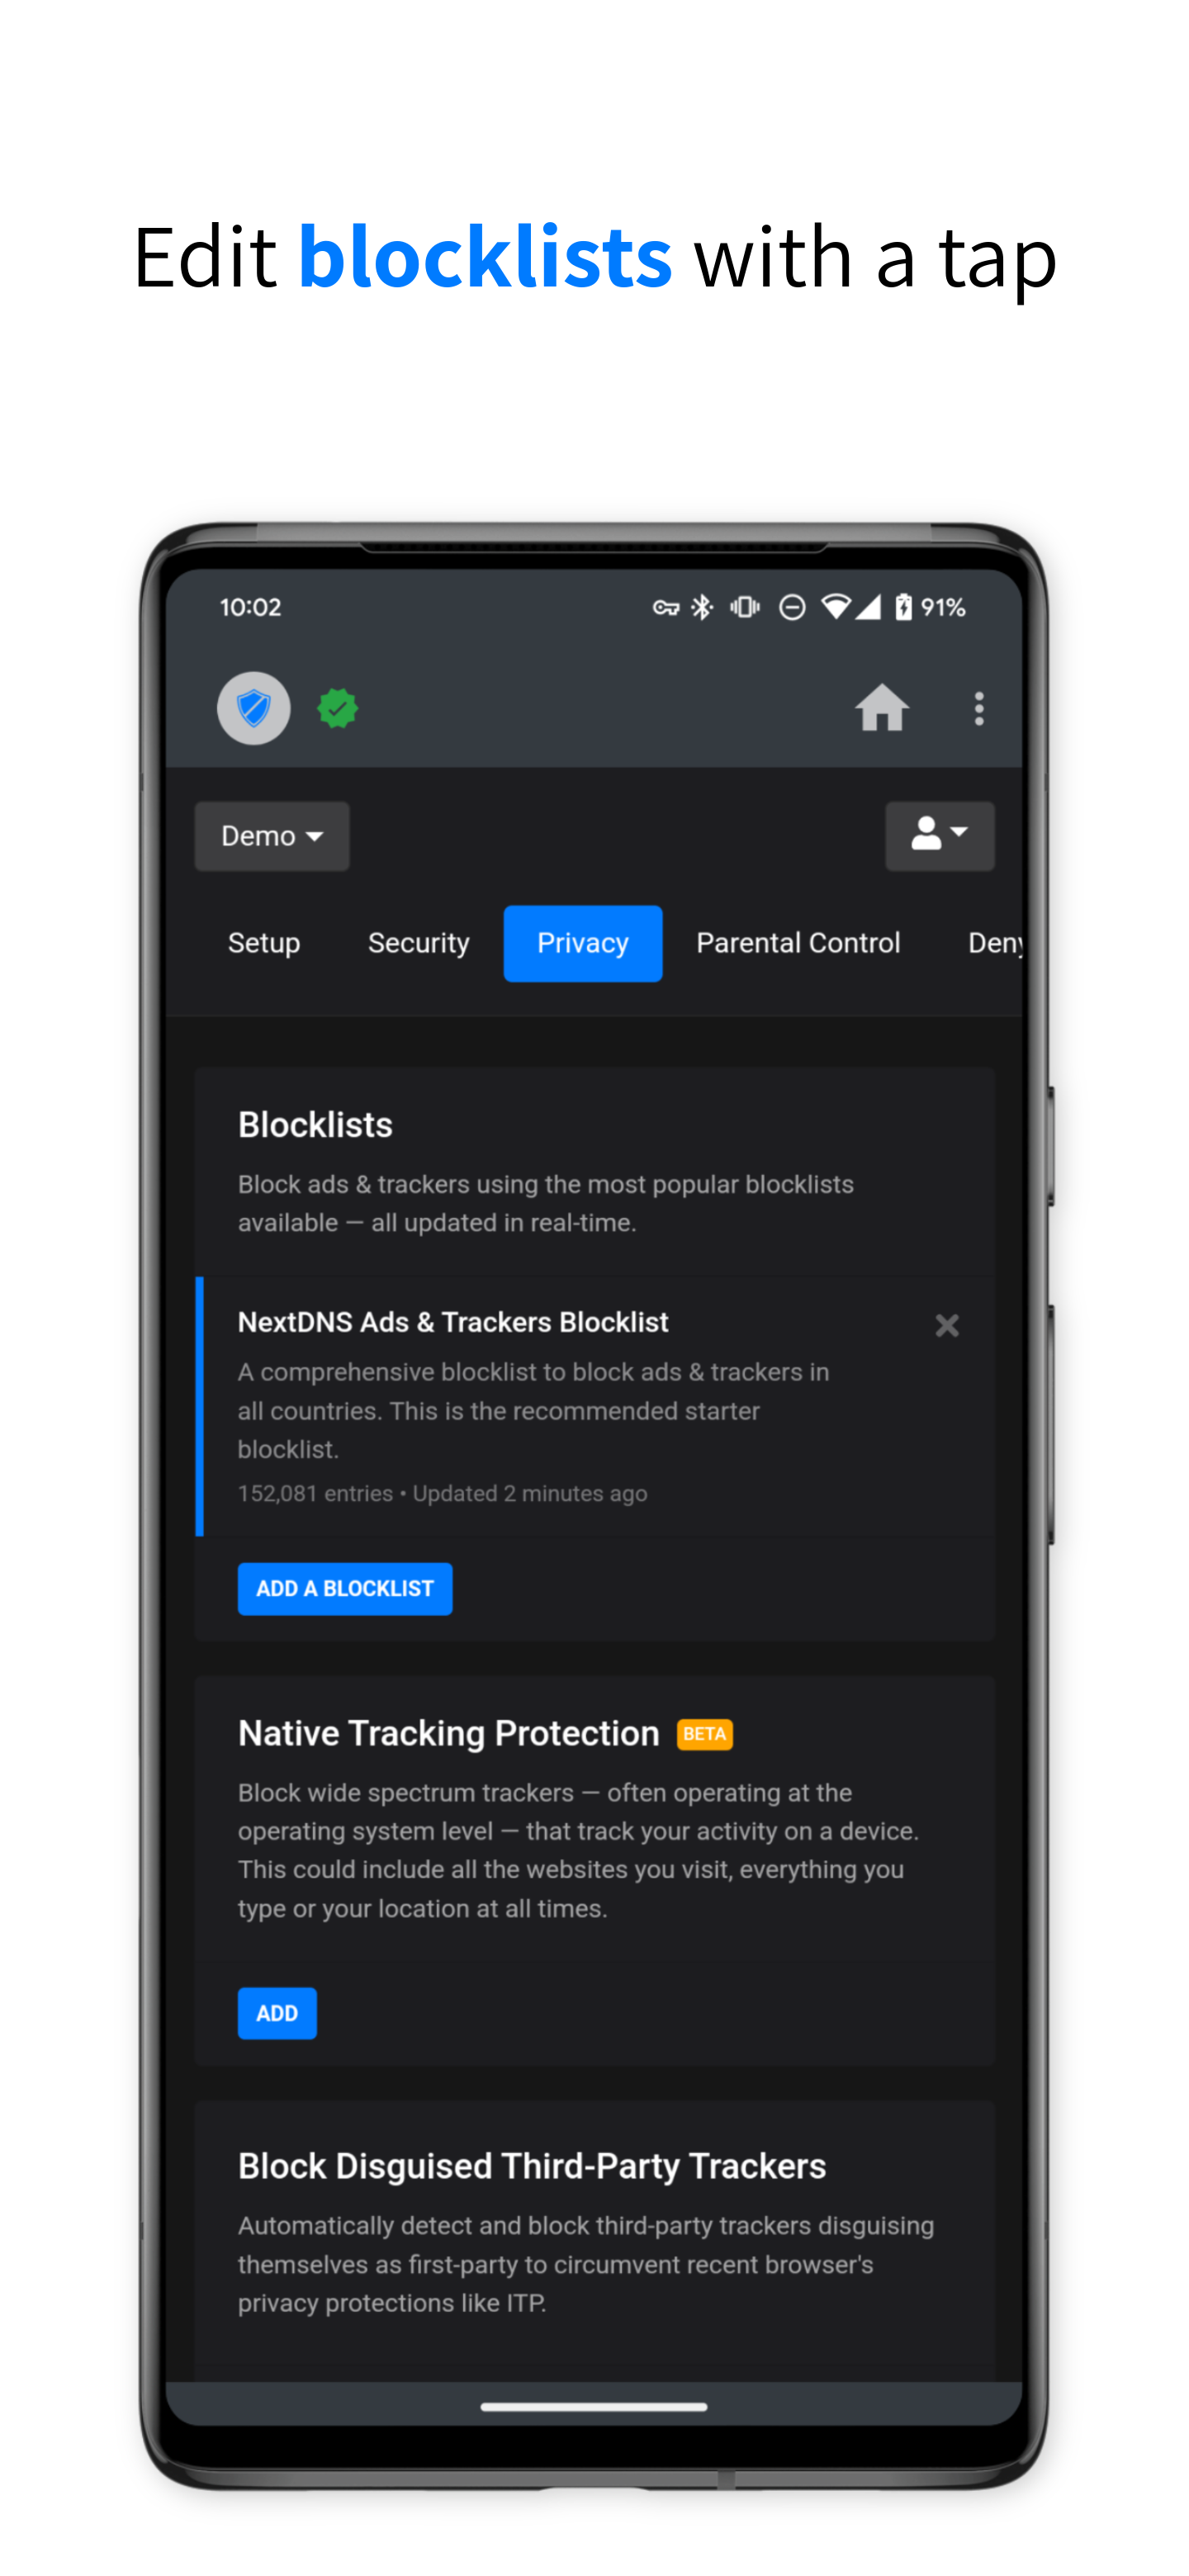 Edit blocklists with a tap
10:02 91%
Demo
Setup Security Privacy Parental Control Deny
Blocklists
Block ads & trackers using the most popular blocklists
available — all updated in real-time.
NextDNS Ads & Trackers Blocklist
A comprehensive blocklist to block ads & trackers in
all countries. This is the recommended starter
blocklist.
152,081 entries • Updated 2 minutes ago
ADD A BLOCKLIST
Native Tracking Protection BETA
Block wide spectrum trackers — often operating at the
operating system level — that track your activity on a device.
This could include all the websites you visit, everything you
type or your location at all times.
ADD
Block Disguised Third-Party Trackers
Automatically detect and block third-party trackers disguising
themselves as first-party to circumvent recent browser's
privacy protections like ITP.